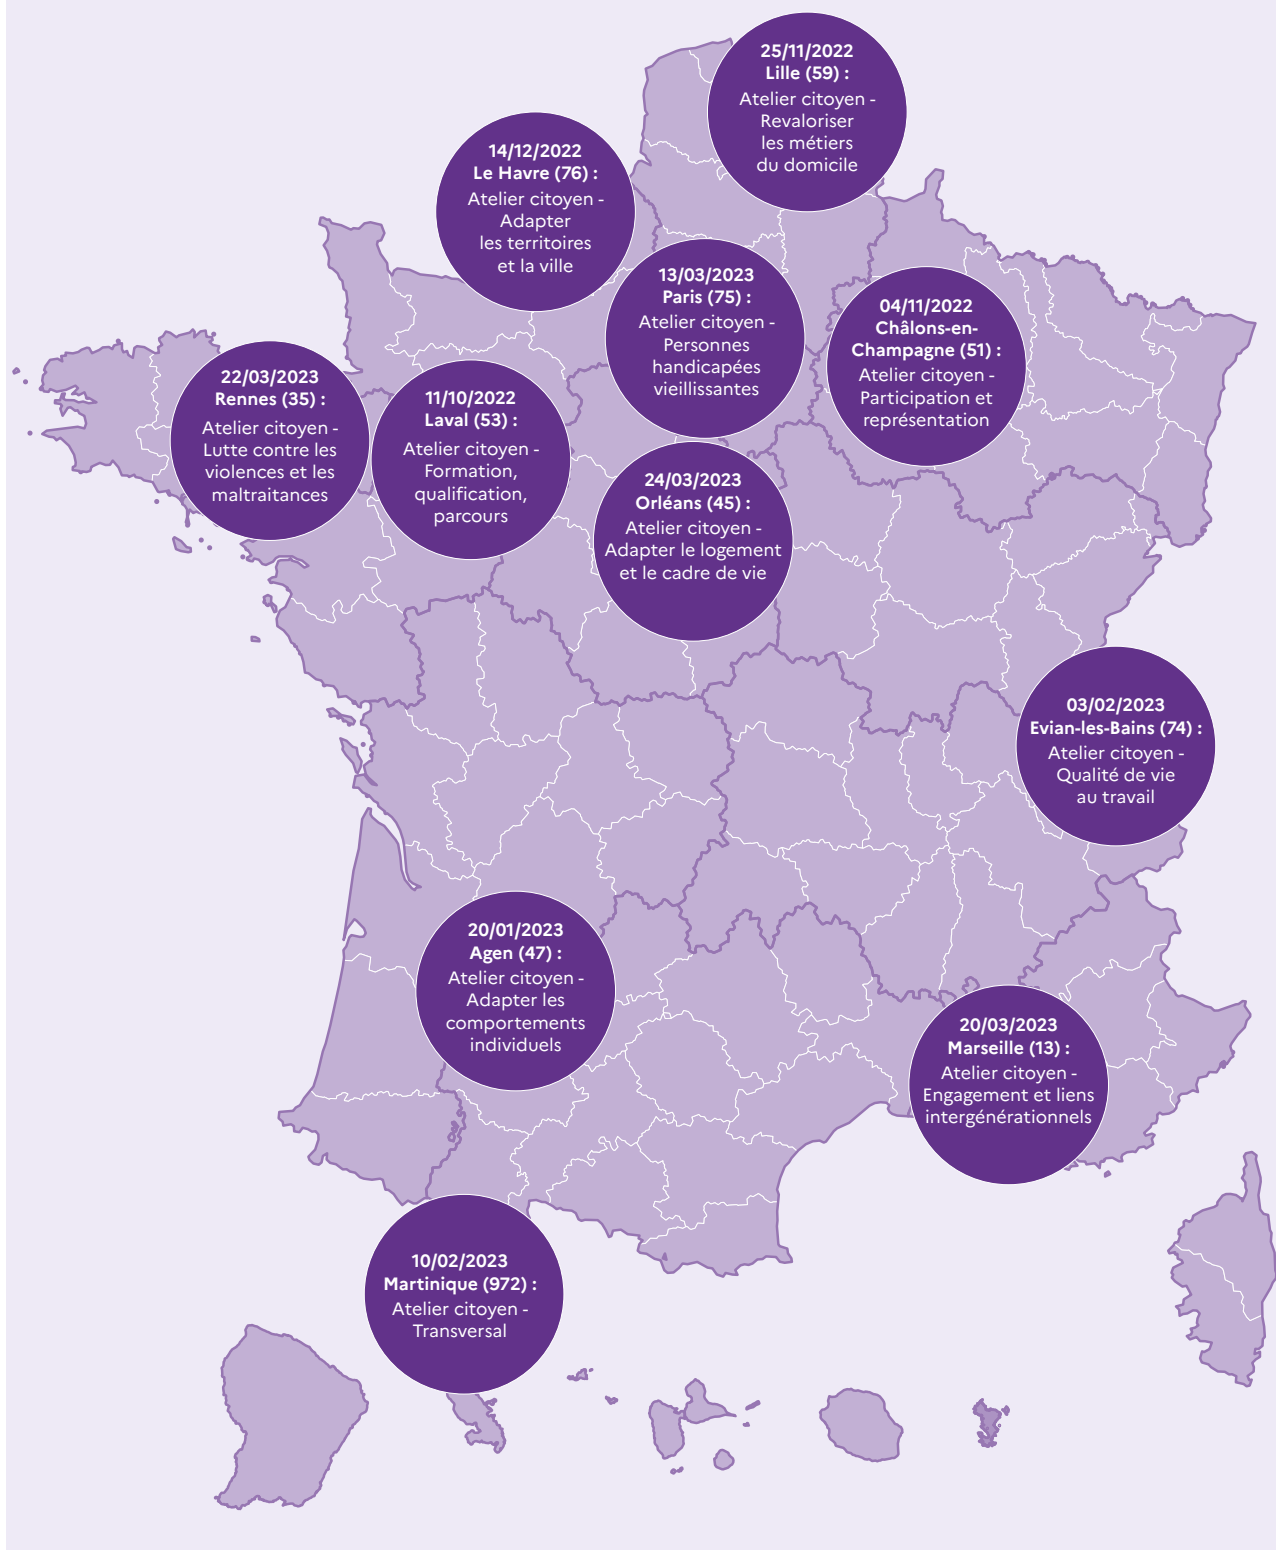 25/11/2022
Lille (59) :
Atelier citoyen -
Revaloriser
les métiers
du domicile
14/12/2022
Le Havre (76) :
Atelier citoyen -
Adapter
les territoires
et la ville
13/03/2023
Paris (75) :
Atelier citoyen -
Personnes
handicapées
vieillissantes
04/11/2022
Châlons-en-
Champagne (51) :
Atelier citoyen -
Participation et
représentation
22/03/2023
Rennes (35) :
Atelier citoyen -
Lutte contre les
violences et les
maltraitances
11/10/2022
Laval (53) :
Atelier citoyen -
Formation,
qualification,
parcours
24/03/2023
Orléans (45) :
Atelier citoyen -
Adapter le logement
et le cadre de vie
03/02/2023
Evian-les-Bains (74) :
Atelier citoyen -
Qualité de vie
au travail
20/01/2023
Agen (47) :
Atelier citoyen -
Adapter les
comportements
individuels
20/03/2023
Marseille (13) :
Atelier citoyen -
Engagement et liens
intergénérationnels
10/02/2023
Martinique (972) :
Atelier citoyen -
Transversal